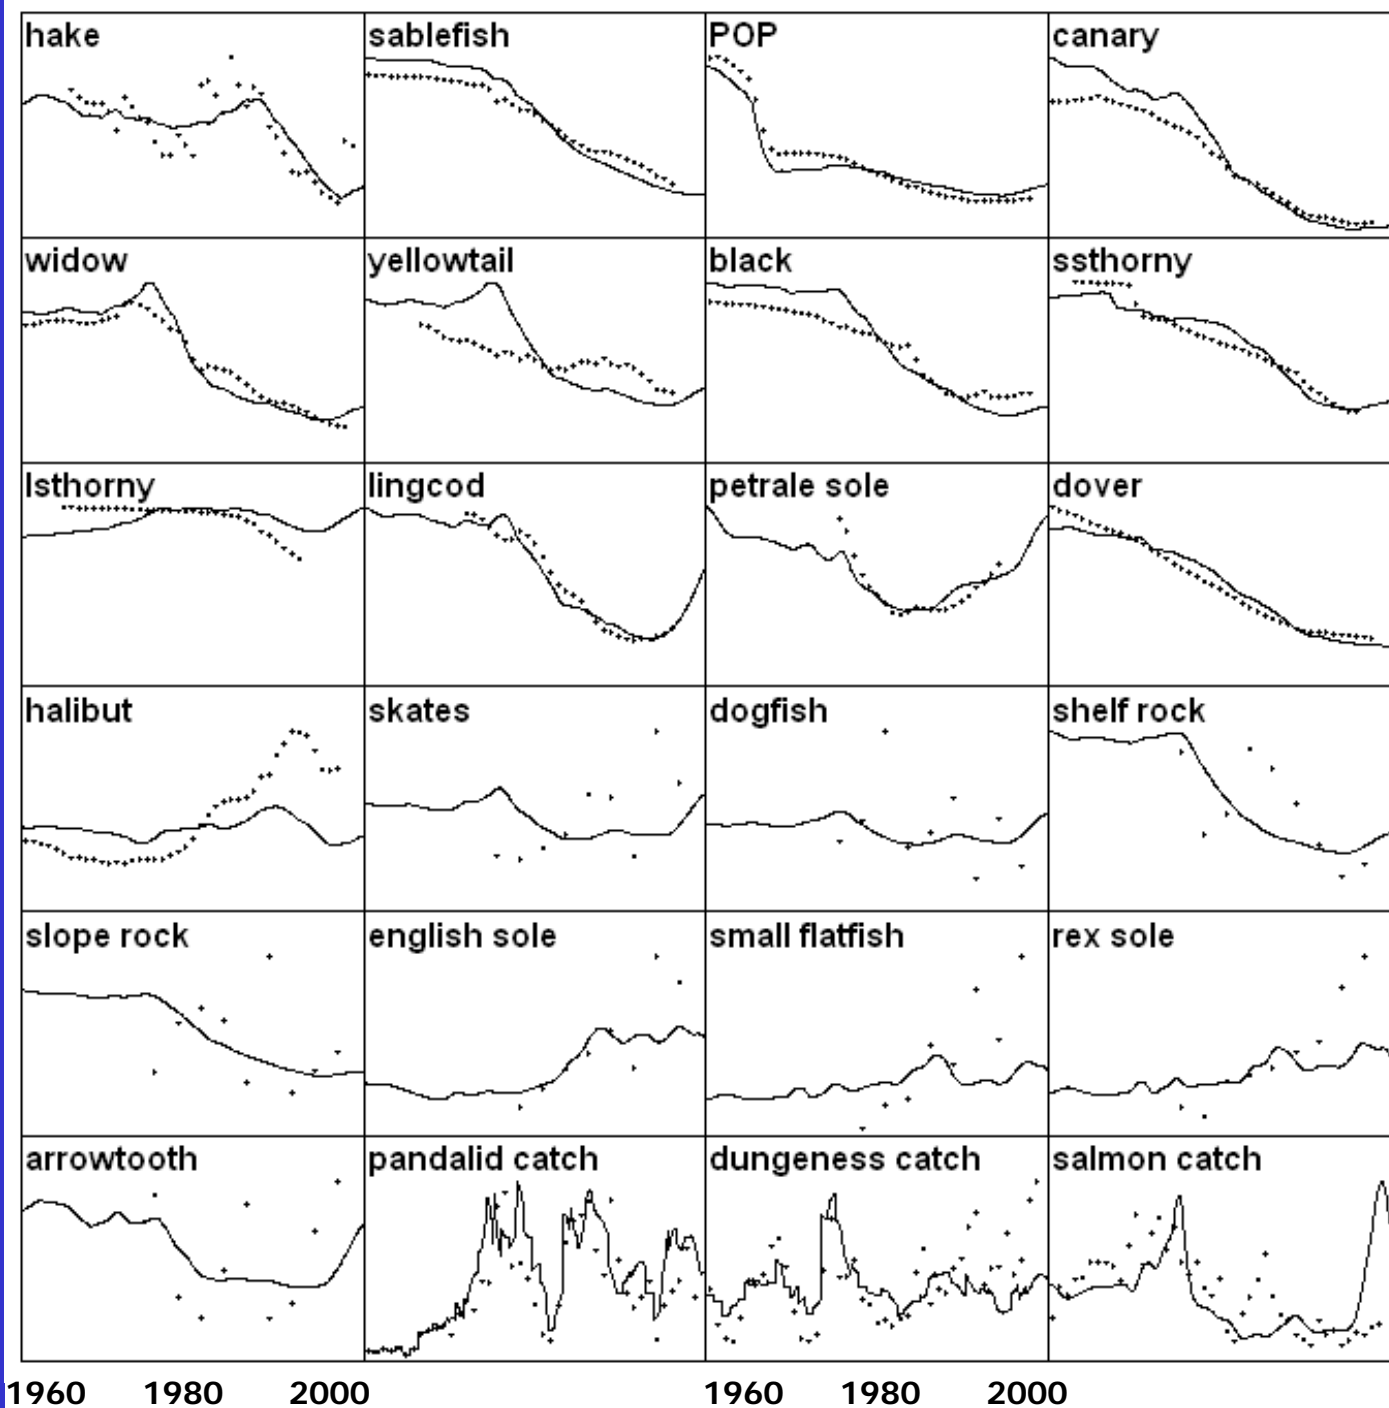 hake sablefish POP canary
widow yellowtail black ssthorny
lsthorny lingcod petrale sole dover
halibut skates dogfish shelf rock
slope rock english sole small flatfish rex sole
arrowtooth pandalid catch dungeness catch salmon catch
1960 1980 2000 1960 1980 2000